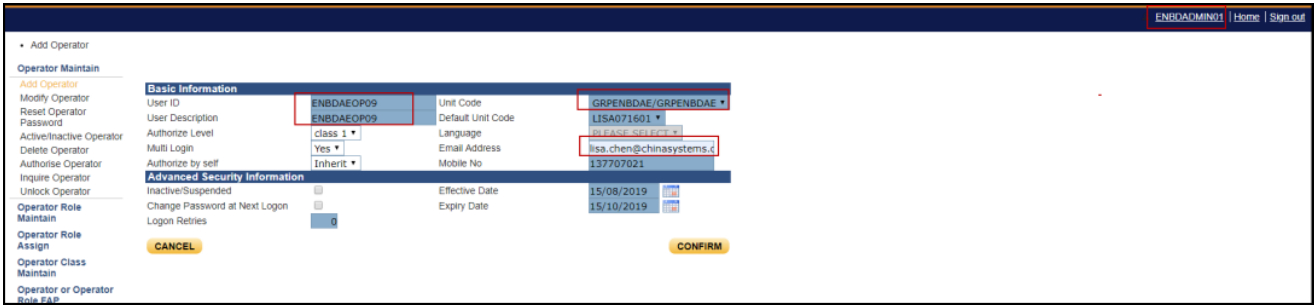 ENBDADMIN01 | Home | Sign out
• Add Operator
Operator Maintain
Add Operator
Modify Operator
Reset Operator
Password
Active/Inactive Operator
Delete Operator
Authorise Operator
Inquire Operator
Unlock Operator
Operator Role
Maintain
Operator Role
Assign
Operator Class
Maintain
Operator or Operator
Role FAP
Basic Information
User ID ENBDAEOP09 Unit Code GRPENBDAE/GRPENBDAE
User Description ENBDAEOP09 Default Unit Code LISA071601
Authorize Level class 1 Language PLEASE SELECT
Multi Login Yes Email Address lisa.chen@chinasystems.c
Authorize by self Inherit Mobile No 137707021
Advanced Security Information
Inactive/Suspended Effective Date 15/08/2019
Change Password at Next Logon Expiry Date 15/10/2019
Logon Retries 0
CANCEL CONFIRM